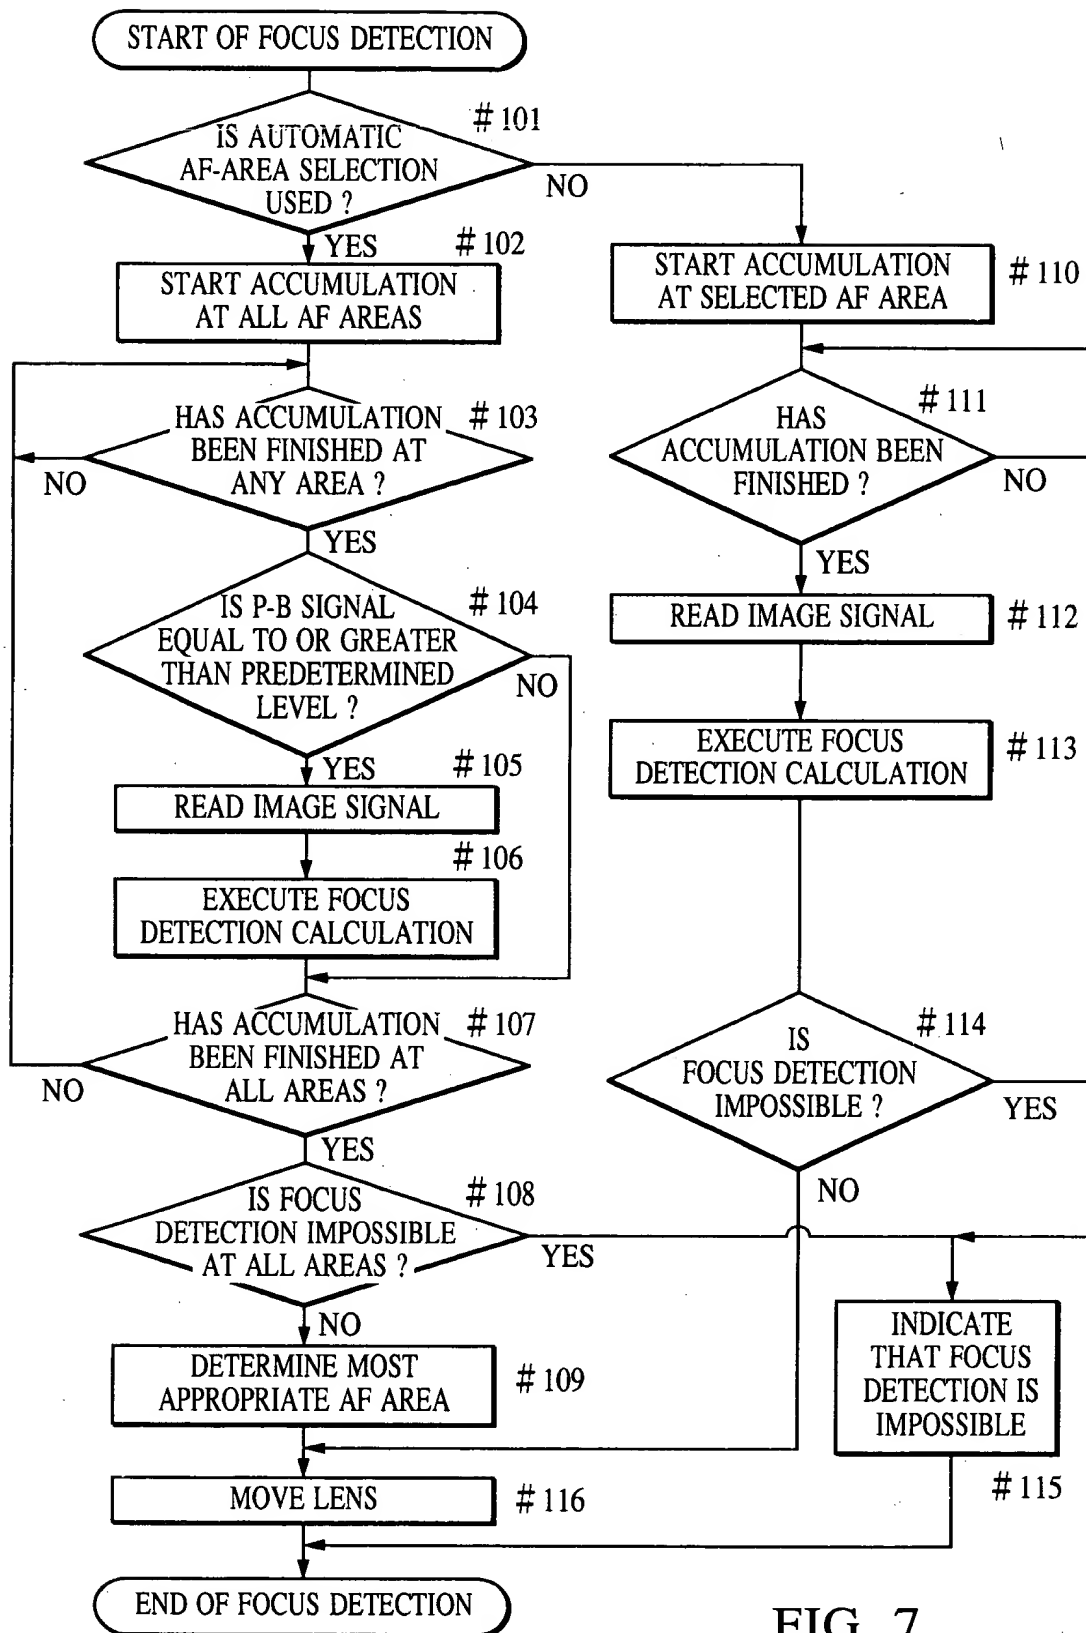 START OF FOCUS DETECTION
# 101
IS AUTOMATIC
AF-AREA SELECTION
USED ?
NO
YES
# 102
START ACCUMULATION
AT ALL AF AREAS
START ACCUMULATION
AT SELECTED AF AREA
# 110
HAS ACCUMULATION
BEEN FINISHED AT
ANY AREA ?
# 103
NO
YES
# 111
HAS
ACCUMULATION BEEN
FINISHED ?
NO
YES
IS P-B SIGNAL
EQUAL TO OR GREATER
THAN PREDETERMINED
LEVEL ?
# 104
NO
YES
READ IMAGE SIGNAL
# 112
# 105
READ IMAGE SIGNAL
EXECUTE FOCUS
DETECTION CALCULATION
# 113
# 106
EXECUTE FOCUS
DETECTION CALCULATION
HAS ACCUMULATION
BEEN FINISHED AT
ALL AREAS ?
# 107
NO
YES
# 114
IS
FOCUS DETECTION
IMPOSSIBLE ?
YES
NO
IS FOCUS
DETECTION IMPOSSIBLE
AT ALL AREAS ?
# 108
YES
NO
DETERMINE MOST
APPROPRIATE AF AREA
# 109
INDICATE
THAT FOCUS
DETECTION IS
IMPOSSIBLE
# 115
MOVE LENS
# 116
END OF FOCUS DETECTION
FIG. 7